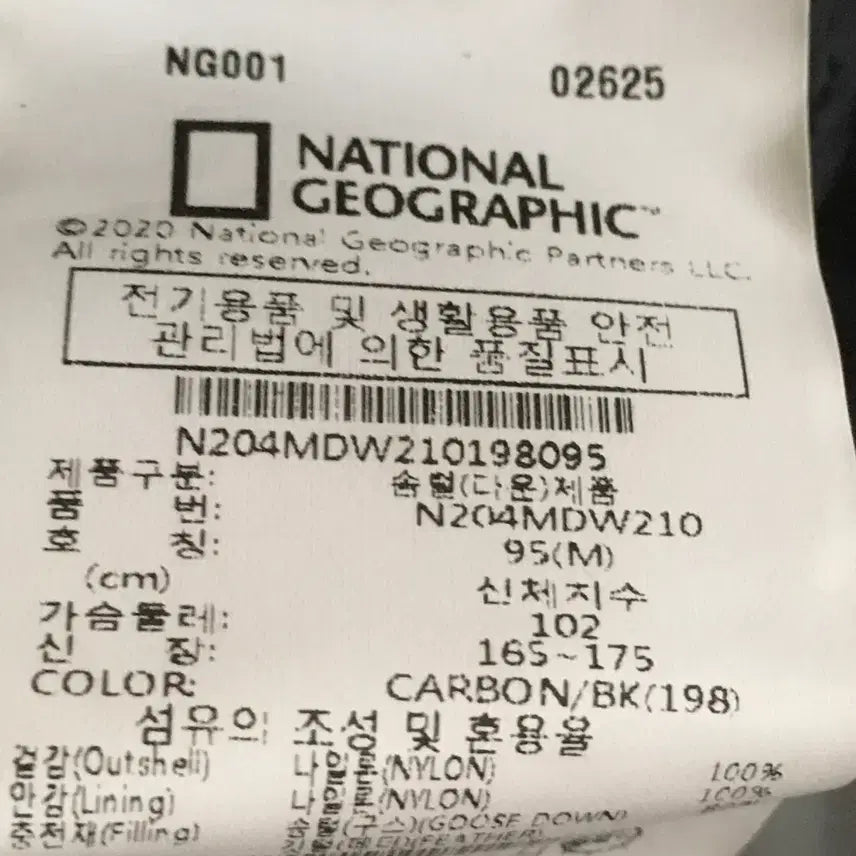 NG001 02625
NATIONAL
GEOGRAPHIC™
©2020 National Geographic Partners LLC.
All rights reserved.
전기용품 및 생활용품 안전
관리법에 의한 품질표시
N204MDW210198095
제품구분: 솜털(다운)제품
품 번: N204MDW210
호 칭: 95(M)
(cm) 신체치수
가슴둘레: 102
신 장: 165~175
COLOR: CARBON/BK(198)
섬유의 조성 및 혼용율
겉감(Outshell) 나일론(NYLON) 100%
안감(Lining) 나일론(NYLON) 100%
충전재(Filling) 솜털(구스)(GOOSE DOWN)
(FEATHER)